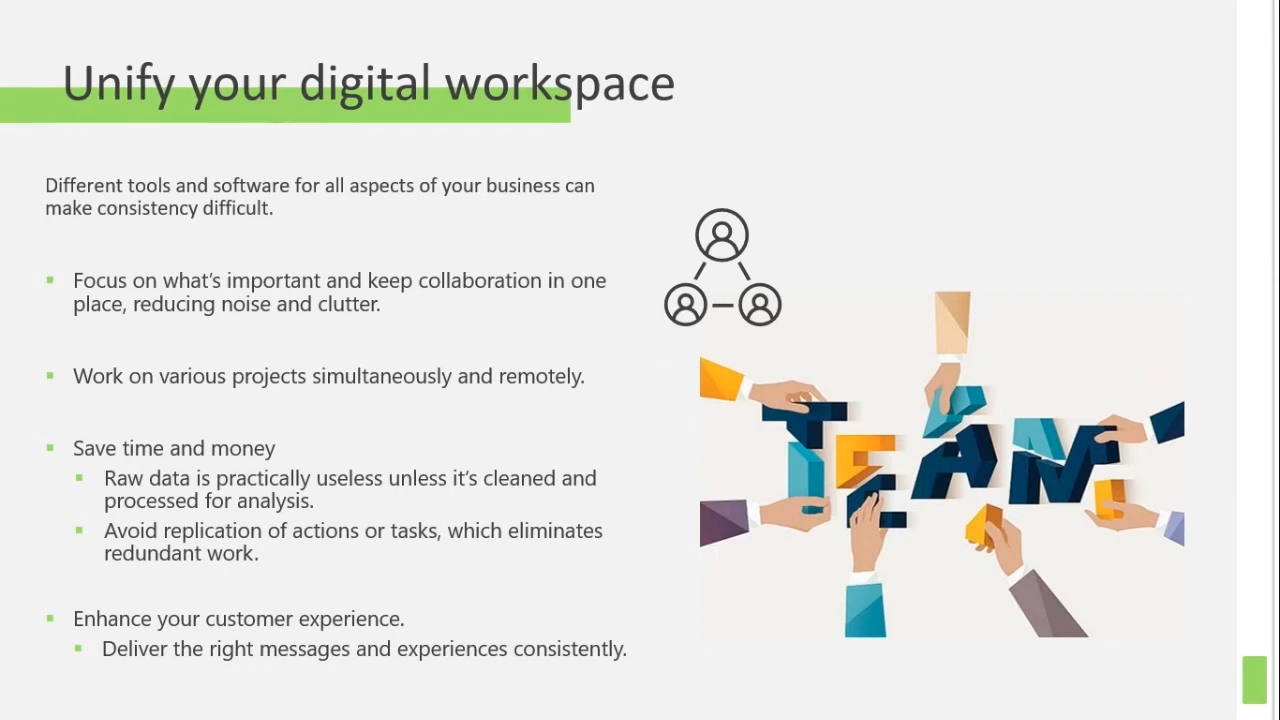 Unify your digital workspace
Different tools and software for all aspects of your business can
make consistency difficult.
Focus on what's important and keep collaboration in one
place, reducing noise and clutter.
Work on various projects simultaneously and remotely.
Save time and money
Raw data is practically useless unless it's cleaned and
processed for analysis.
Avoid replication of actions or tasks, which eliminates
redundant work.
Enhance your customer experience.
Deliver the right messages and experiences consistently.
TEAM